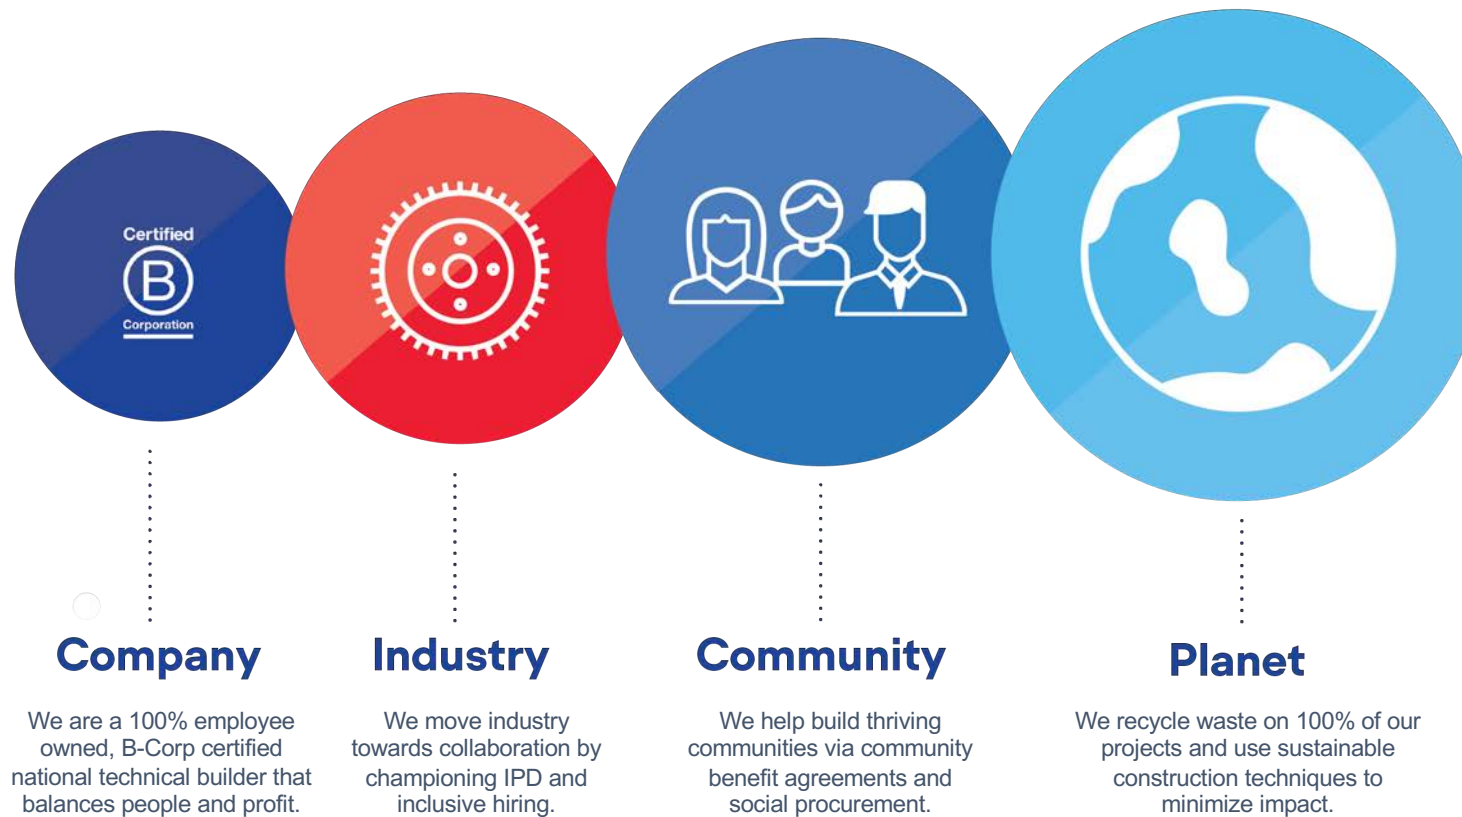 Certified
B
Corporation
Company
We are a 100% employee
owned, B-Corp certified
national technical builder that
balances people and profit.
Industry
We move industry
towards collaboration by
championing IPD and
inclusive hiring.
Community
We help build thriving
communities via community
benefit agreements and
social procurement.
Planet
We recycle waste on 100% of our
projects and use sustainable
construction techniques to
minimize impact.